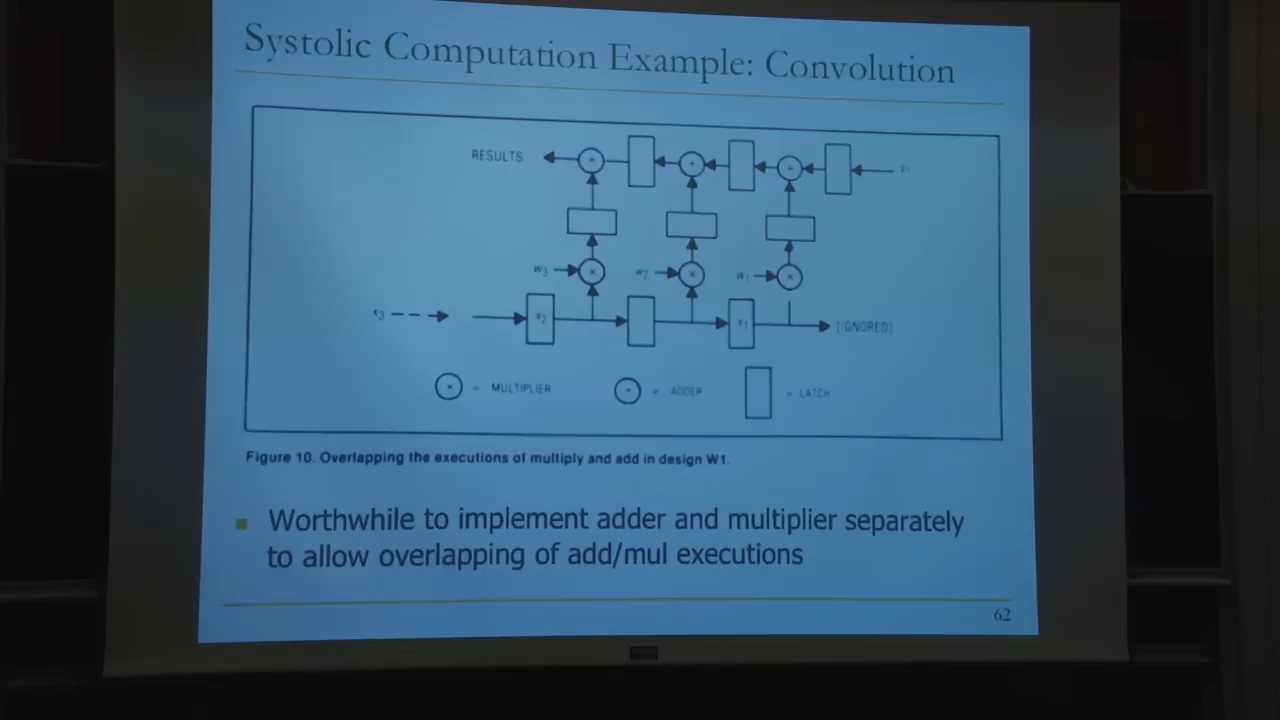 Systolic Computation Example: Convolution
RESULTS
w3
w2
w1
x3
x2
x1
(IGNORED)
= MULTIPLIER
= ADDER
= LATCH
Figure 10. Overlapping the executions of multiply and add in design W1.
Worthwhile to implement adder and multiplier separately
to allow overlapping of add/mul executions
62